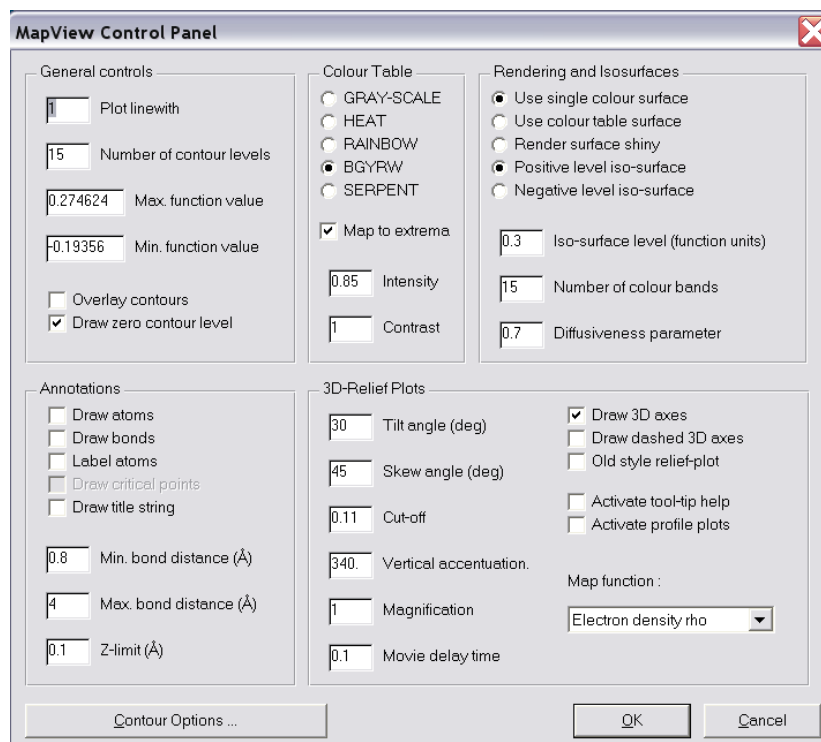 MapView Control Panel
General controls
1 Plot linewith
15 Number of contour levels
0.274624 Max. function value
-0.19356 Min. function value
Overlay contours
Draw zero contour level
Colour Table
GRAY-SCALE
HEAT
RAINBOW
BGYRW
SERPENT
Map to extrema
0.85 Intensity
1 Contrast
Rendering and Isosurfaces
Use single colour surface
Use colour table surface
Render surface shiny
Positive level iso-surface
Negative level iso-surface
0.3 Iso-surface level (function units)
15 Number of colour bands
0.7 Diffusiveness parameter
Annotations
Draw atoms
Draw bonds
Label atoms
Draw critical points
Draw title string
0.8 Min. bond distance (Å)
4 Max. bond distance (Å)
0.1 Z-limit (Å)
3D-Relief Plots
30 Tilt angle (deg)
45 Skew angle (deg)
0.11 Cut-off
340. Vertical accentuation.
1 Magnification
0.1 Movie delay time
Draw 3D axes
Draw dashed 3D axes
Old style relief-plot
Activate tool-tip help
Activate profile plots
Map function :
Electron density rho
Contour Options ...
OK
Cancel